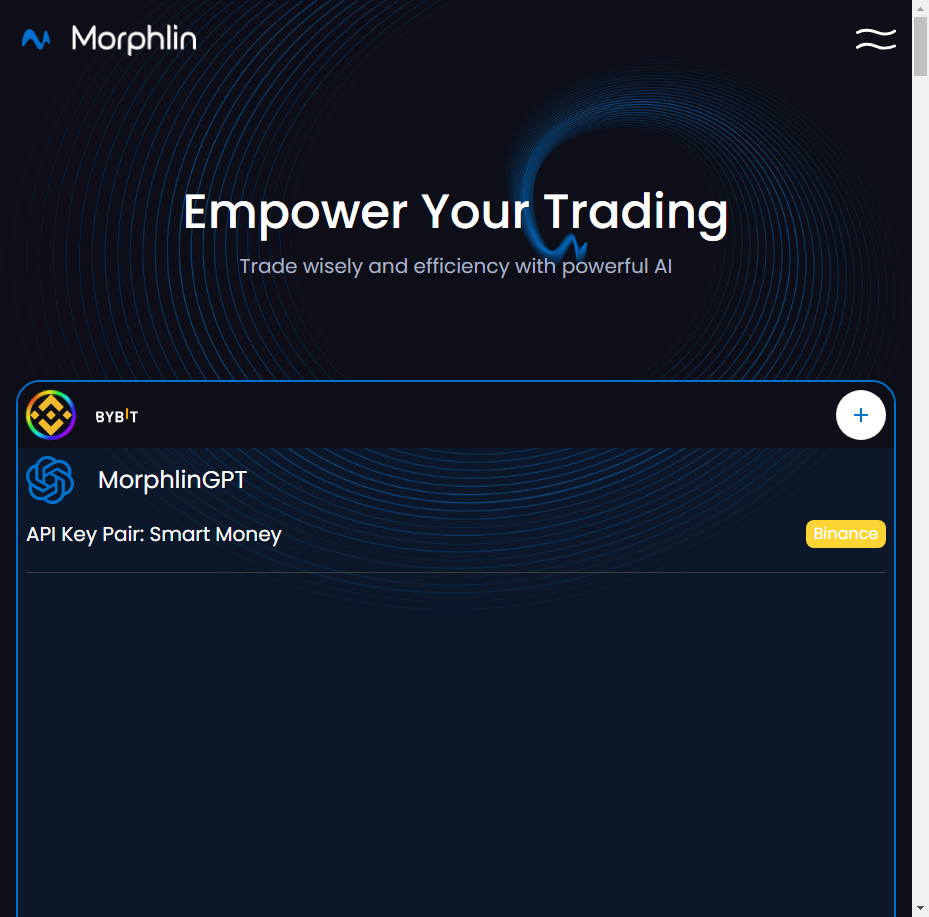 Morphlin
Empower Your Trading
Trade wisely and efficiency with powerful AI
BYBIT
MorphlinGPT
API Key Pair: Smart Money
Binance